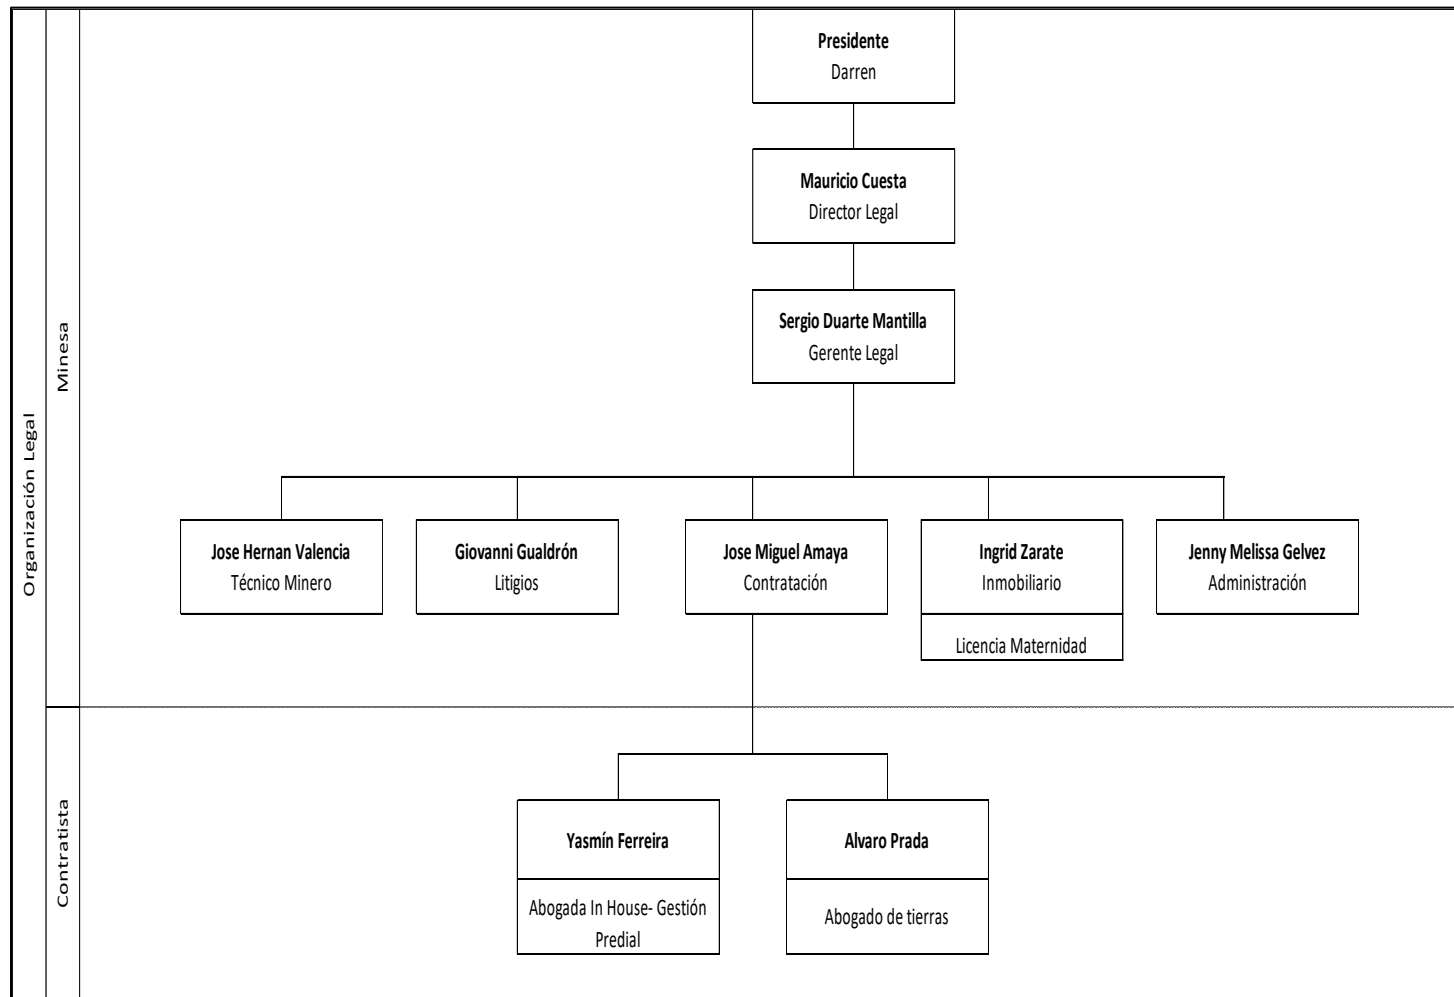 Organización Legal
Minesa
Presidente
Darren
Mauricio Cuesta
Director Legal
Sergio Duarte Mantilla
Gerente Legal
Jose Hernan Valencia
Técnico Minero
Giovanni Gualdrón
Litigios
Jose Miguel Amaya
Contratación
Ingrid Zarate
Inmobiliario
Licencia Maternidad
Jenny Melissa Gelvez
Administración
Contratista
Yasmín Ferreira
Abogada In House- Gestión
Predial
Alvaro Prada
Abogado de tierras